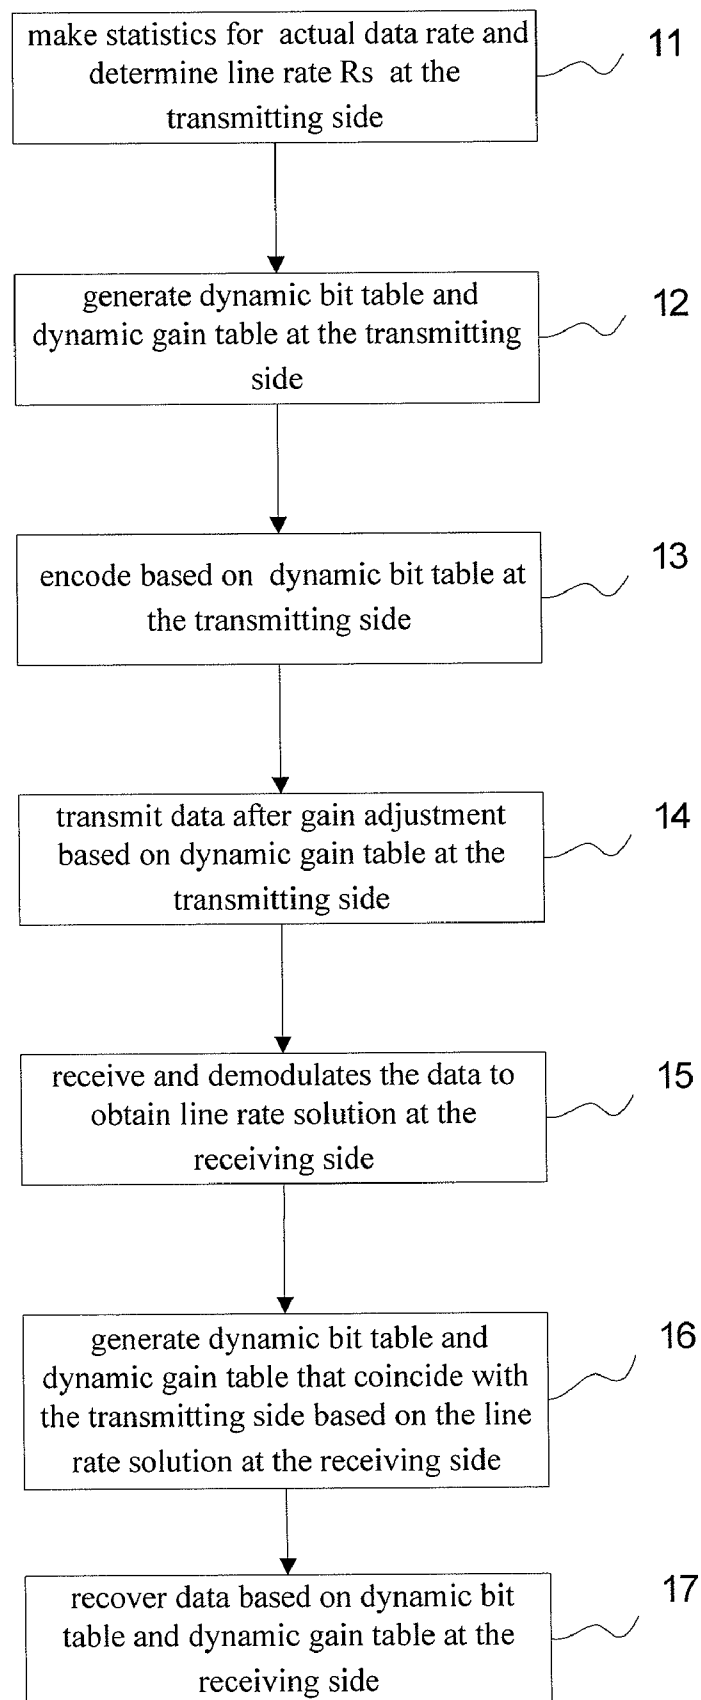 make statistics for actual data rate and
determine line rate Rs at the
transmitting side
11
generate dynamic bit table and
dynamic gain table at the transmitting
side
12
encode based on dynamic bit table at
the transmitting side
13
transmit data after gain adjustment
based on dynamic gain table at the
transmitting side
14
receive and demodulates the data to
obtain line rate solution at the
receiving side
15
generate dynamic bit table and
dynamic gain table that coincide with
the transmitting side based on the line
rate solution at the receiving side
16
recover data based on dynamic bit
table and dynamic gain table at the
receiving side
17